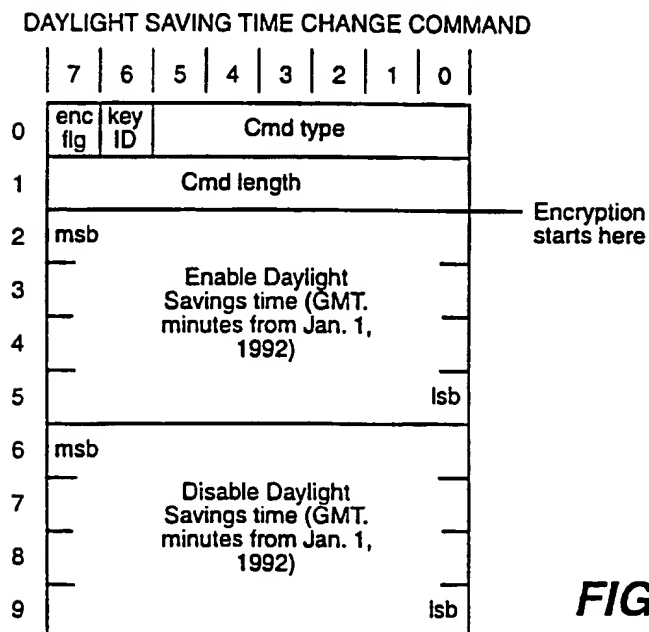 DAYLIGHT SAVING TIME CHANGE COMMAND
7 6 5 4 3 2 1 0
0 enc flg key ID Cmd type
1 Cmd length
Encryption
starts here
2 msb
3 Enable Daylight
Savings time (GMT.
minutes from Jan. 1,
4 1992)
5 lsb
6 msb
7 Disable Daylight
Savings time (GMT.
minutes from Jan. 1,
8 1992)
9 lsb
FIG